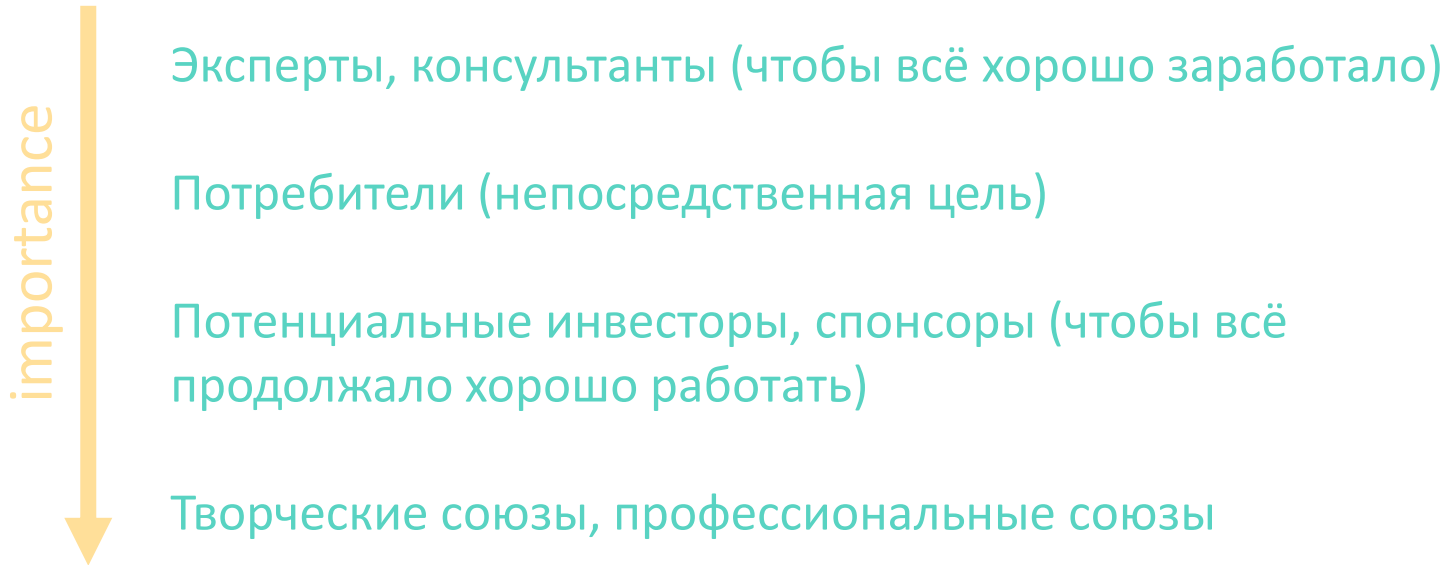 importance
Эксперты, консультанты (чтобы всё хорошо заработало)
Потребители (непосредственная цель)
Потенциальные инвесторы, спонсоры (чтобы всё
продолжало хорошо работать)
Творческие союзы, профессиональные союзы